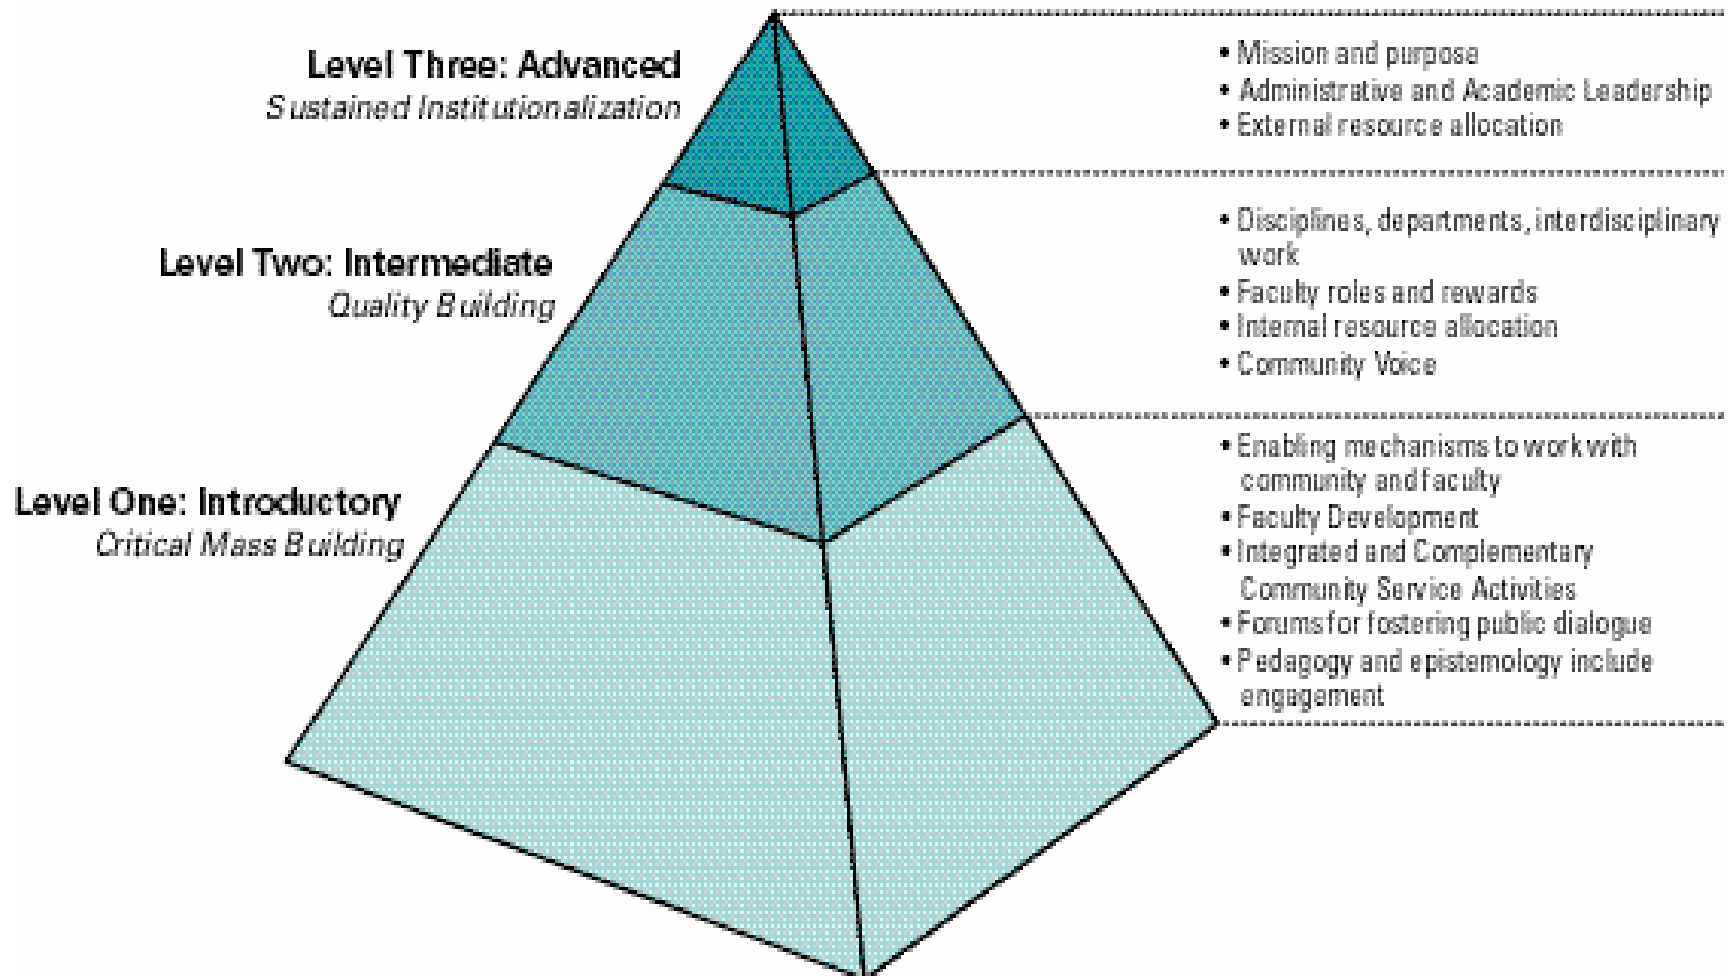 Level Three: Advanced
Sustained Institutionalization
• Mission and purpose
• Administrative and Academic Leadership
• External resource allocation
Level Two: Intermediate
Quality Building
• Disciplines, departments, interdisciplinary
work
• Faculty roles and rewards
• Internal resource allocation
• Community Voice
Level One: Introductory
Critical Mass Building
• Enabling mechanisms to work with
community and faculty
• Faculty Development
• Integrated and Complementary
Community Service Activities
• Forums for fostering public dialogue
• Pedagogy and epistemology include
engagement